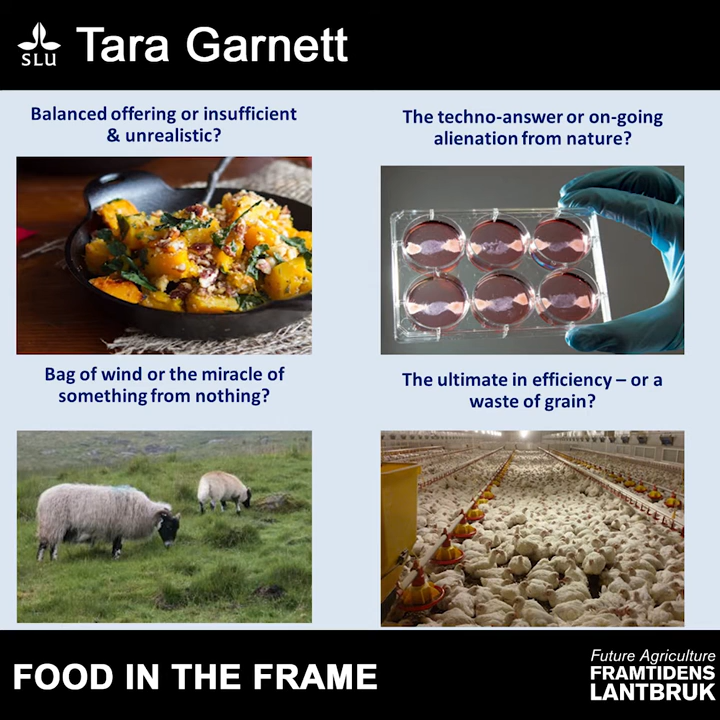 SLU
Tara Garnett
Balanced offering or insufficient
& unrealistic?
The techno-answer or on-going
alienation from nature?
Bag of wind or the miracle of
something from nothing?
The ultimate in efficiency – or a
waste of grain?
FOOD IN THE FRAME
Future Agriculture
FRAMTIDENS
LANTBRUK